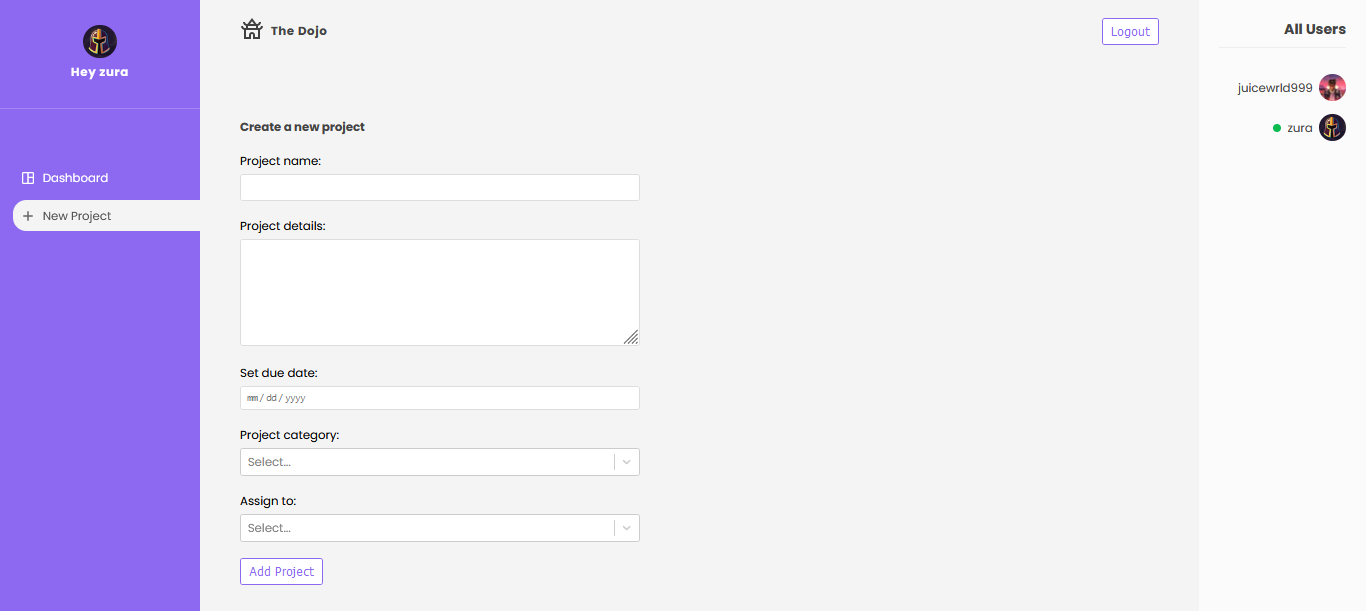 Hey zura
Dashboard
New Project
The Dojo
Logout
Create a new project
Project name:
Project details:
Set due date:
mm/dd/yyyy
Project category:
Select...
Assign to:
Select...
Add Project
All Users
juicewrld999
zura